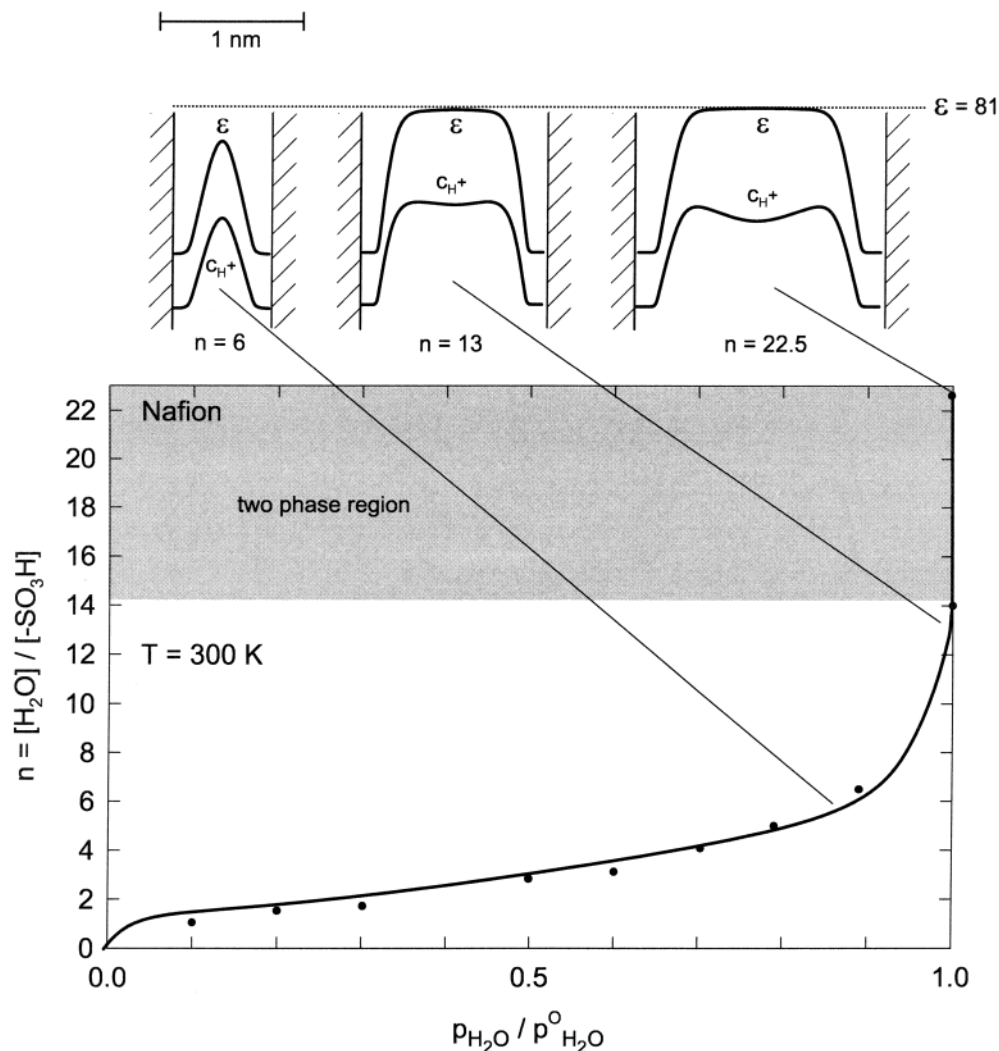 1 nm
ε = 81
ε
ε
ε
cH+
cH+
cH+
n = 6
n = 13
n = 22.5
Nafion
two phase region
T = 300 K
22
20
18
16
14
12
10
8
6
4
2
0
n = [H2O] / [-SO3H]
0.0
0.5
1.0
pH2O / pOH2O